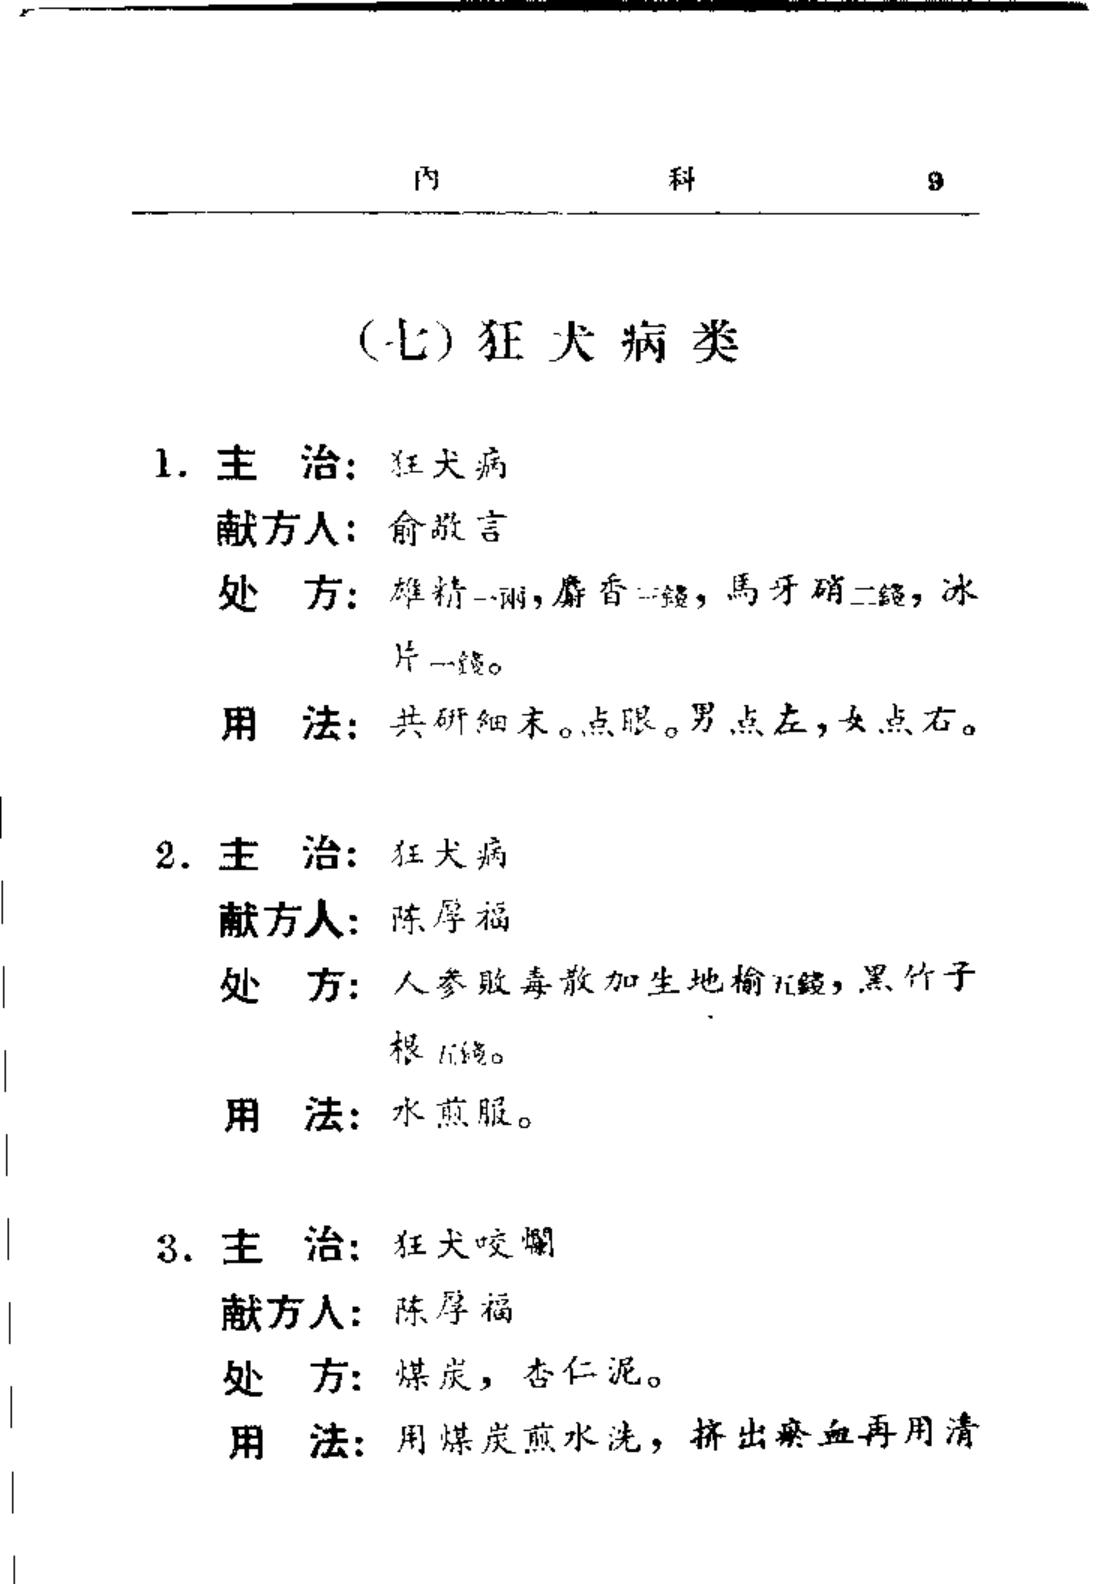 內 科 9
（七）狂犬病类
1. 主 治： 狂犬病
献方人： 俞敬言
处 方： 雄精一兩，麝香三錢，馬牙硝二錢，冰
片一錢。
用 法： 共研細末。点眼。男点左，女点右。
2. 主 治： 狂犬病
献方人： 陈厚福
处 方： 人參敗毒散加生地榆五錢，黑竹子
根五錢。
用 法： 水煎服。
3. 主 治： 狂犬咬爛
献方人： 陈厚福
处 方： 煤炭，杏仁泥。
用 法： 用煤炭煎水洗，挤出瘀血再用清